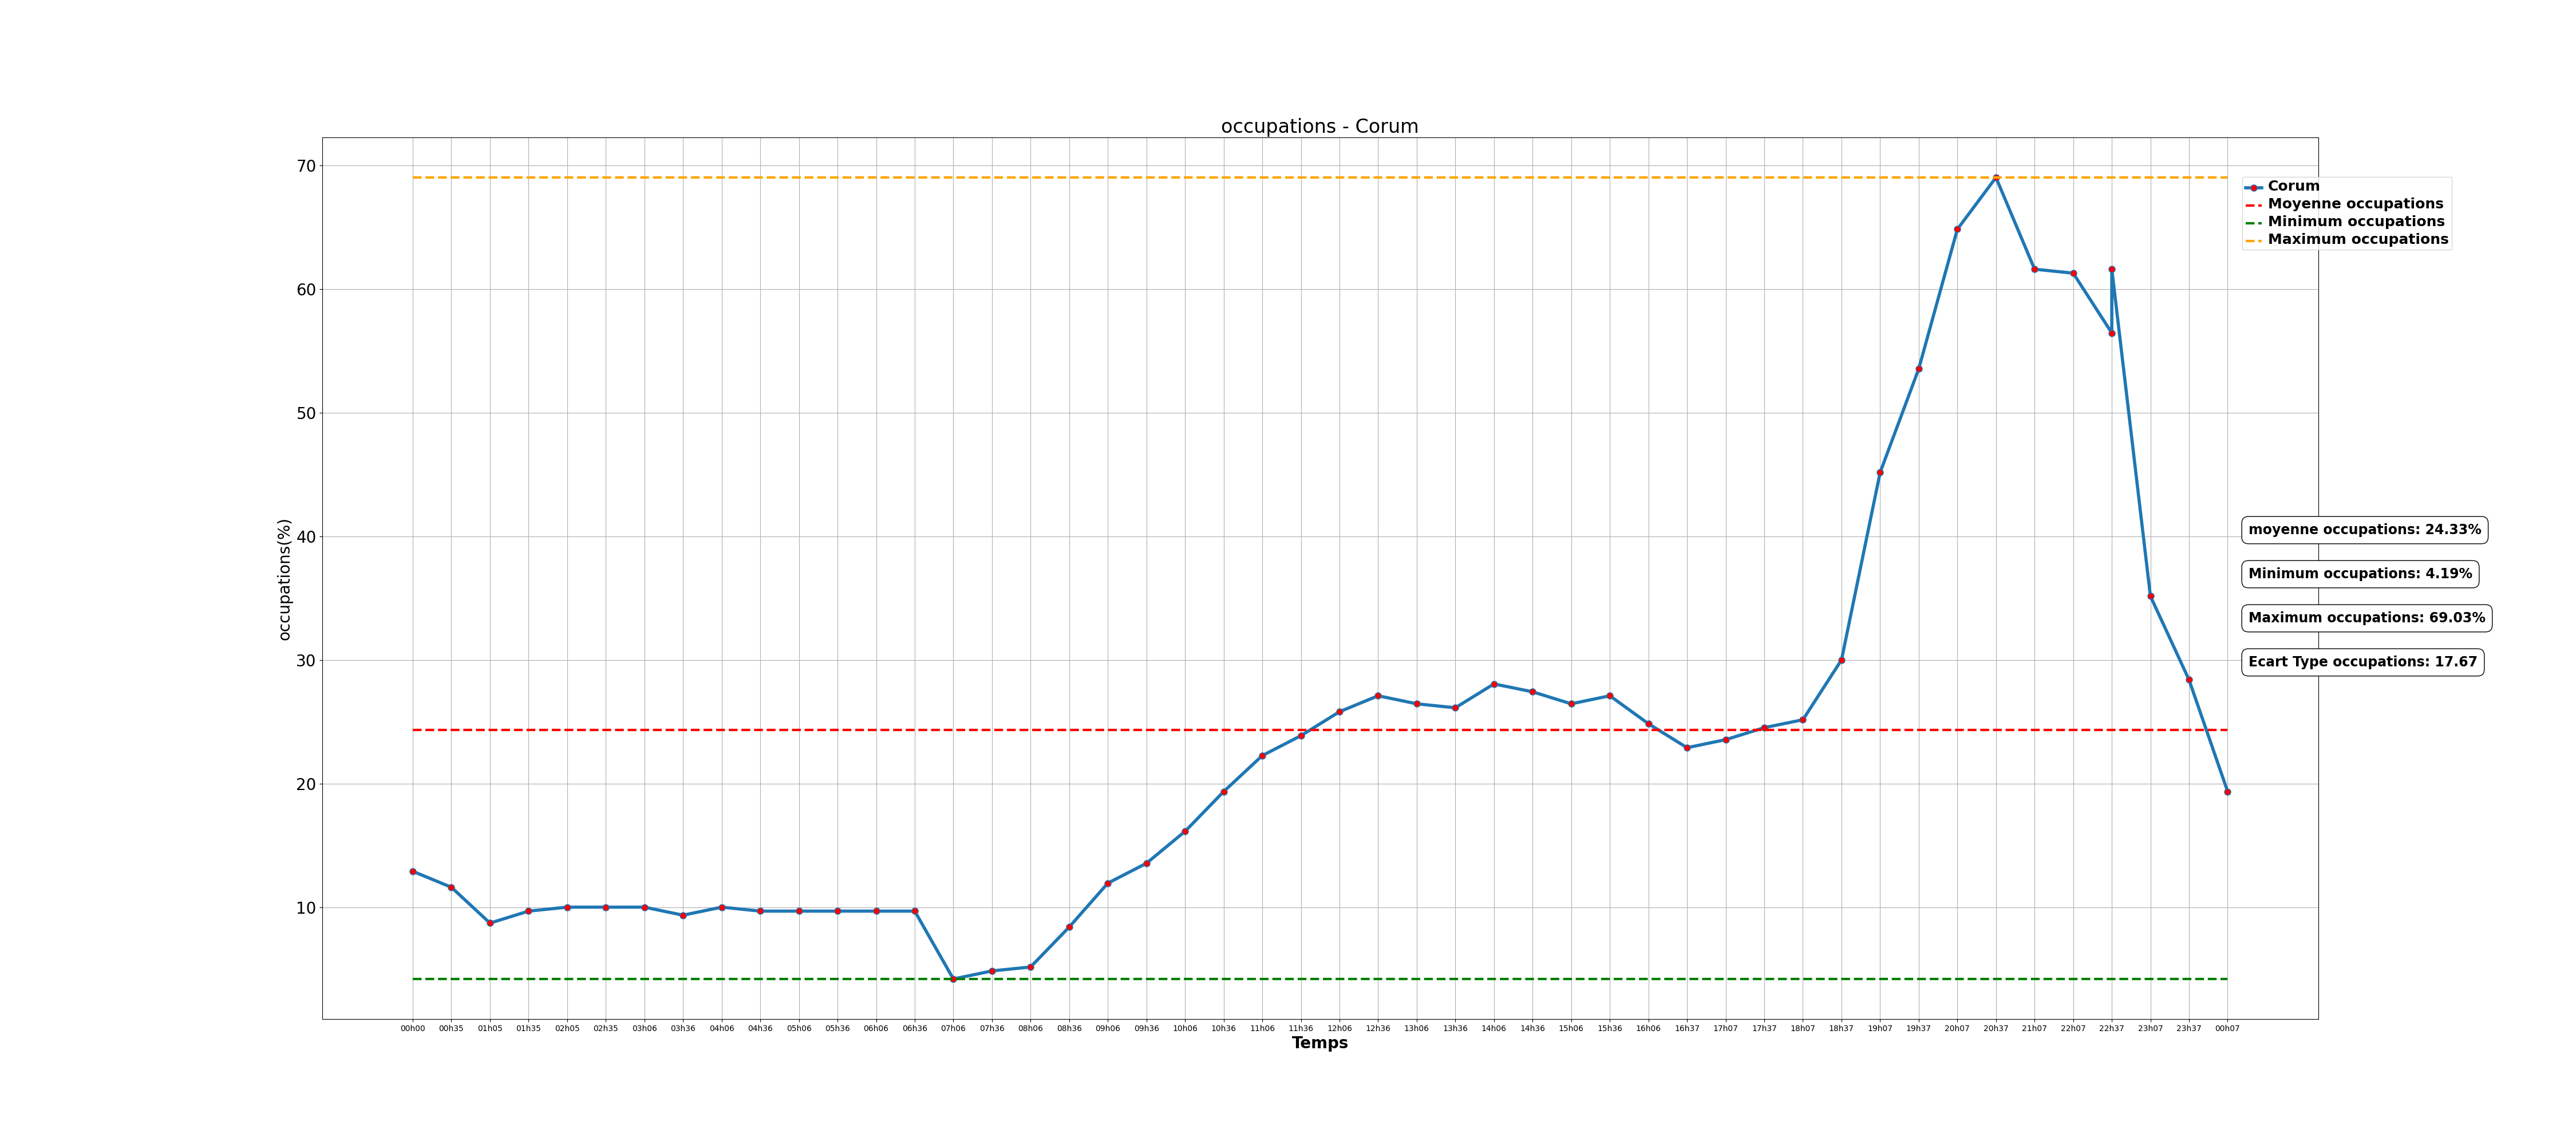 occupations - Corum
70
60
50
40
30
20
10
occupations(%)
00h00 00h35 01h05 01h35 02h05 02h35 03h06 03h36 04h06 04h36 05h06 05h36 06h06 06h36 07h06 07h36 08h06 08h36 09h06 09h36 10h06 10h36 11h06 11h36 12h06 12h36 13h06 13h36 14h06 14h36 15h06 15h36 16h06 16h37 17h07 17h37 18h07 18h37 19h07 19h37 20h07 20h37 21h07 22h07 22h37 23h07 23h37 00h07
Temps
Corum
Moyenne occupations
Minimum occupations
Maximum occupations
moyenne occupations: 24.33%
Minimum occupations: 4.19%
Maximum occupations: 69.03%
Ecart Type occupations: 17.67